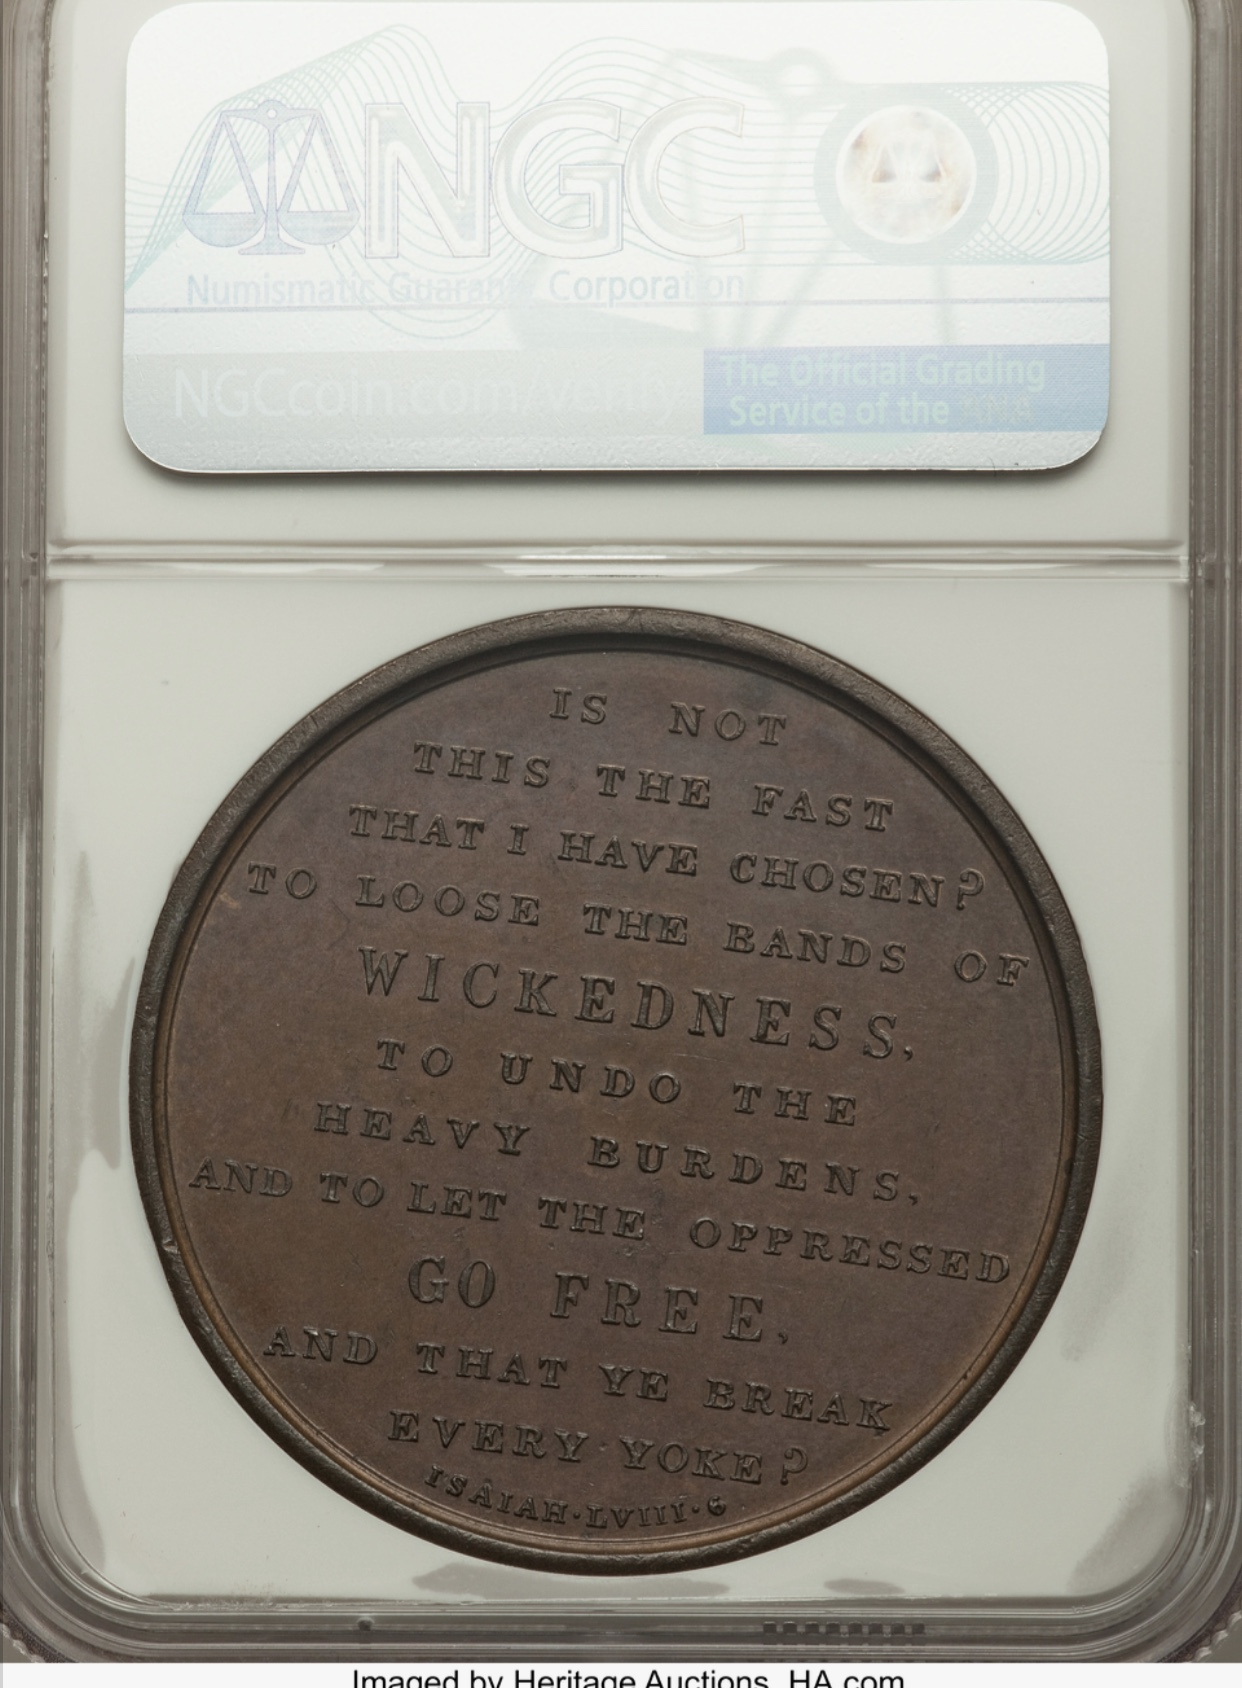 NGC
Numismatic Guaranty Corporation
NGCcoin.com/verify
The Official Grading
Service of the ANA
IS NOT
THIS THE FAST
THAT I HAVE CHOSEN?
TO LOOSE THE BANDS OF
WICKEDNESS,
TO UNDO THE
HEAVY BURDENS,
AND TO LET THE OPPRESSED
GO FREE,
AND THAT YE BREAK
EVERY YOKE?
ISAIAH·LVIII·6
Imaged by Heritage Auctions, HA.com